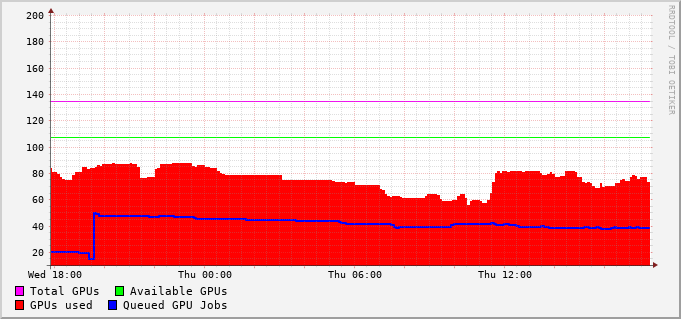 200
180
160
140
120
100
80
60
40
20
Wed 18:00 Thu 00:00 Thu 06:00 Thu 12:00
Total GPUs Available GPUs
GPUs used Queued GPU Jobs
RRDTOOL / TOBI OETIKER